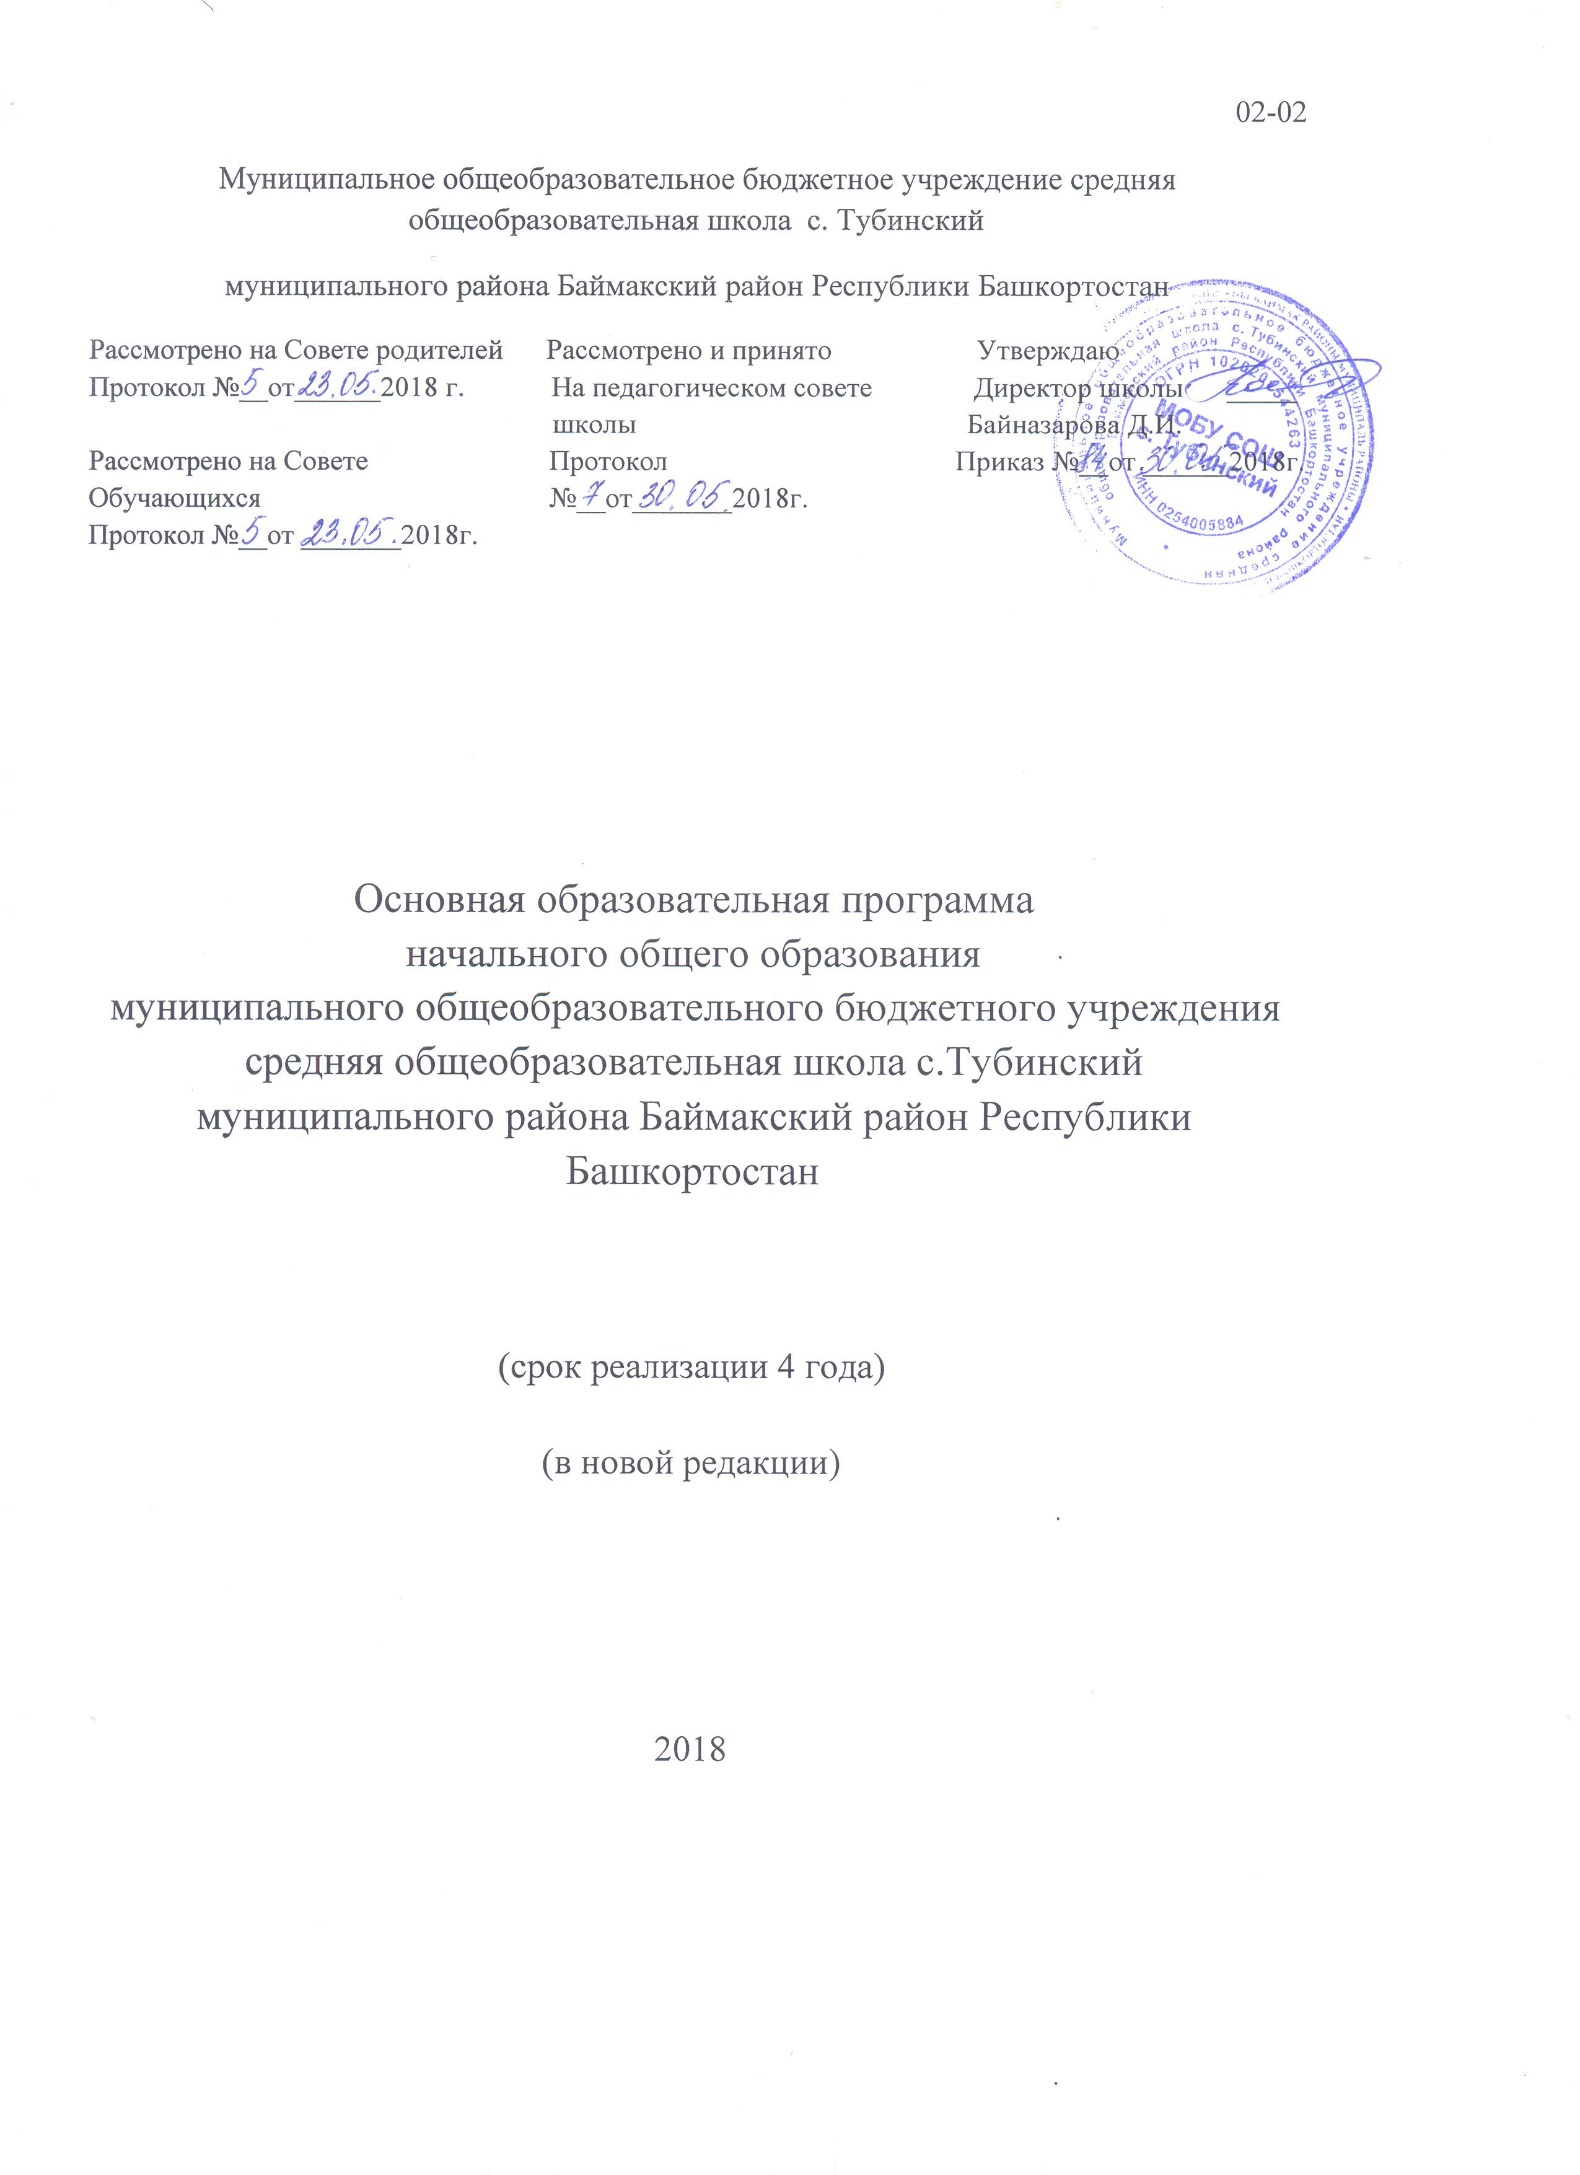 02-02
Муниципальное общеобразовательное бюджетное учреждение средняя
общеобразовательная школа с. Тубинский
муниципального района Баймакский район Республики Башкортостан
Рассмотрено на Совете родителей
Протокол №5 от 23.05.2018 г.
Рассмотрено на Совете
Обучающихся
Протокол №5 от 23.05.2018г.
Рассмотрено и принято
На педагогическом совете
школы
Протокол
№7 от 30.05.2018г.
Утверждаю
Директор школы
Байназарова Д.И.
Приказ № от 30.05.2018г.
МОБУ СОШ
с. Тубинский
ИНН 0254005884
Основная образовательная программа
начального общего образования
муниципального общеобразовательного бюджетного учреждения
средняя общеобразовательная школа с.Тубинский
муниципального района Баймакский район Республики
Башкортостан
(срок реализации 4 года)
(в новой редакции)
2018